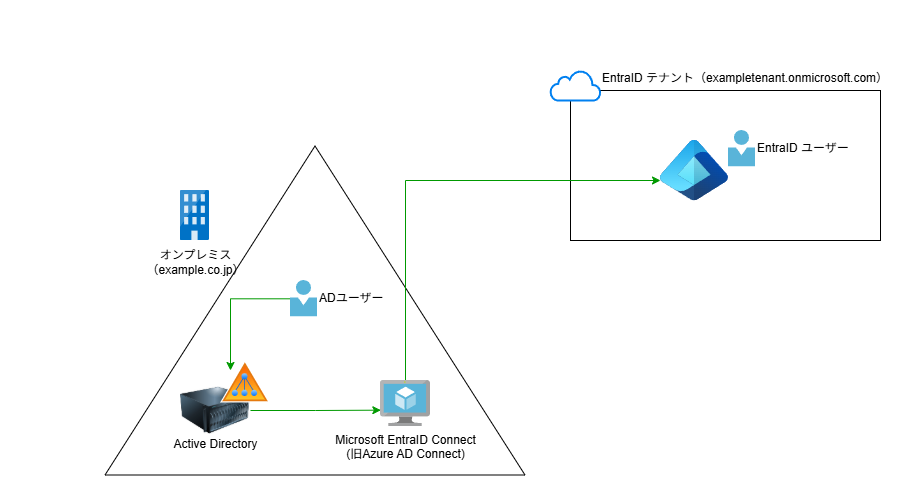 EntraID テナント（exampletenant.onmicrosoft.com）
EntraID ユーザー
オンプレミス
（example.co.jp）
ADユーザー
Active Directory
Microsoft EntraID Connect
(旧Azure AD Connect)